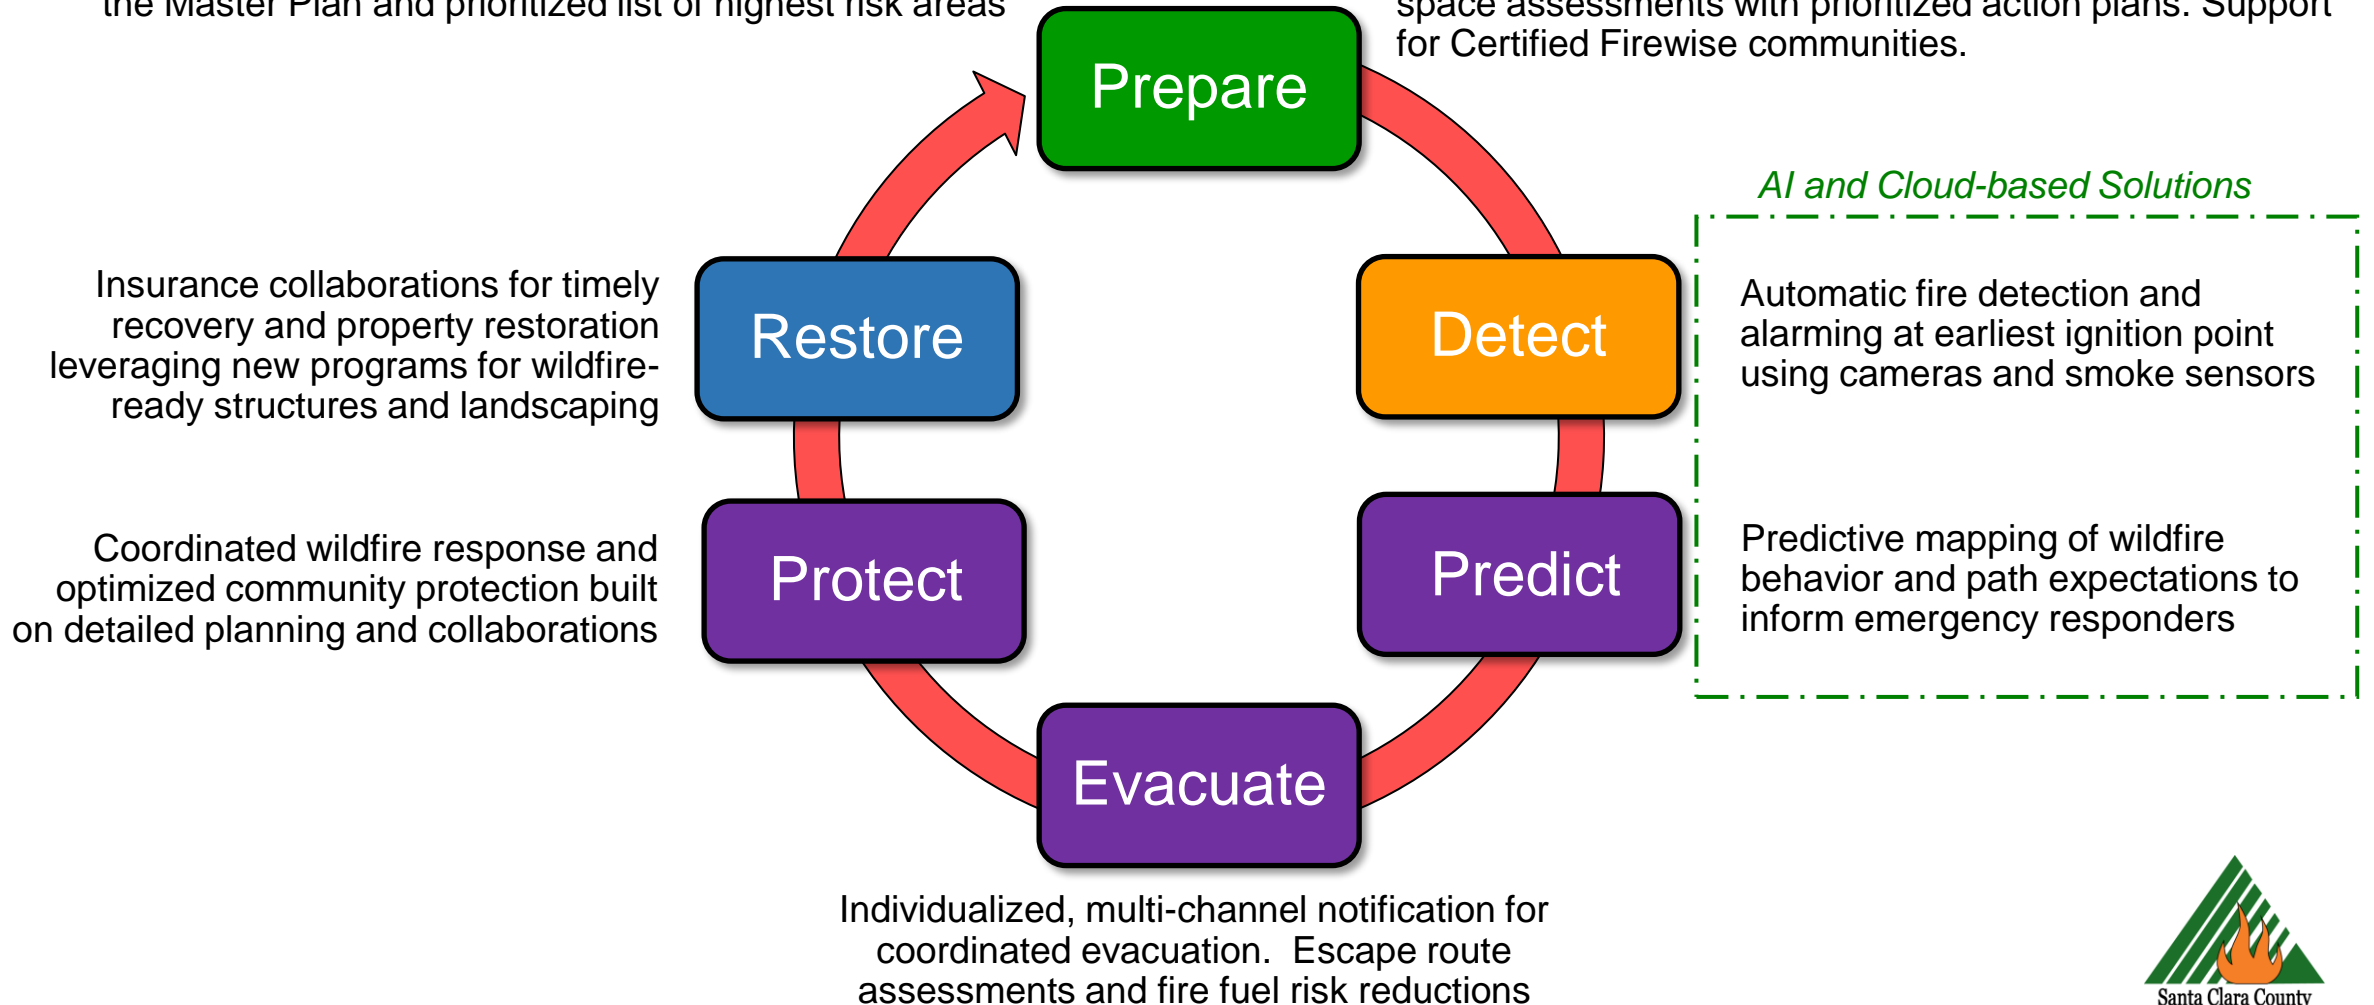 the Master Plan and prioritized list of highest risk areas
space assessments with prioritized action plans. Support
for Certified Firewise communities.
Prepare
AI and Cloud-based Solutions
Insurance collaborations for timely
recovery and property restoration
leveraging new programs for wildfire-
ready structures and landscaping
Restore
Detect
Automatic fire detection and
alarming at earliest ignition point
using cameras and smoke sensors
Coordinated wildfire response and
optimized community protection built
on detailed planning and collaborations
Protect
Predict
Predictive mapping of wildfire
behavior and path expectations to
inform emergency responders
Evacuate
Individualized, multi-channel notification for
coordinated evacuation.  Escape route
assessments and fire fuel risk reductions
Santa Clara County